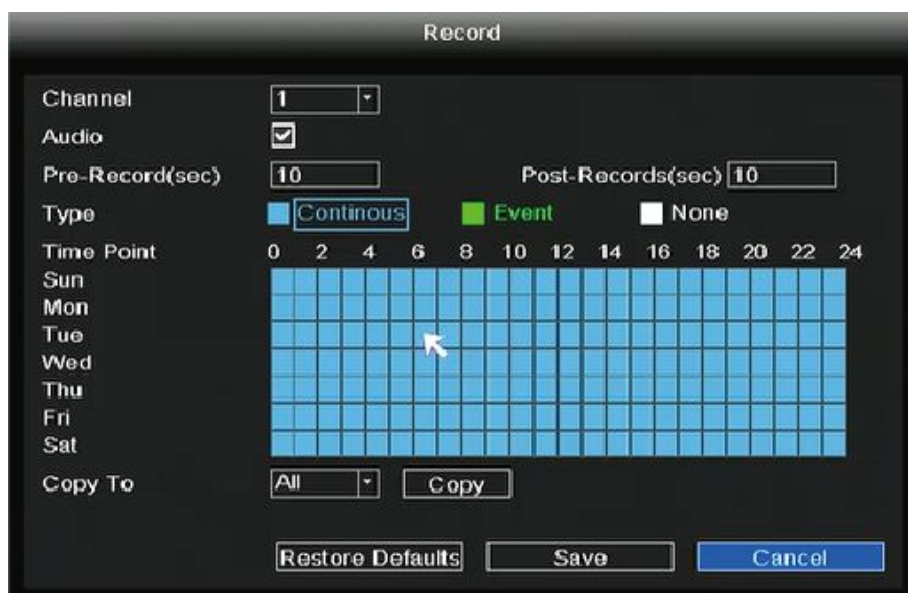 Record
Channel 1
Audio
Pre-Record(sec) 10 Post-Records(sec) 10
Type Continous Event None
Time Point 0 2 4 6 8 10 12 14 16 18 20 22 24
Sun
Mon
Tue
Wed
Thu
Fri
Sat
Copy To All Copy
Restore Defaults Save Cancel